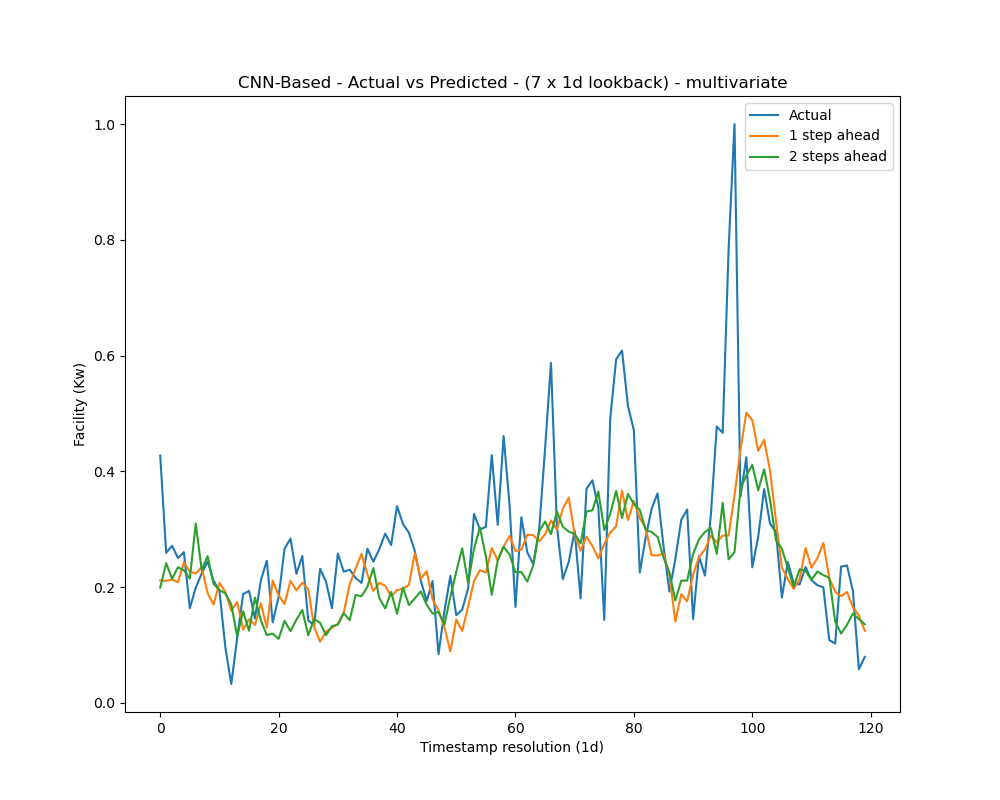 CNN-Based - Actual vs Predicted - (7 x 1d lookback) - multivariate
Actual
1 step ahead
2 steps ahead
1.0
0.8
0.6
0.4
0.2
0.0
Facility (Kw)
0 20 40 60 80 100 120
Timestamp resolution (1d)